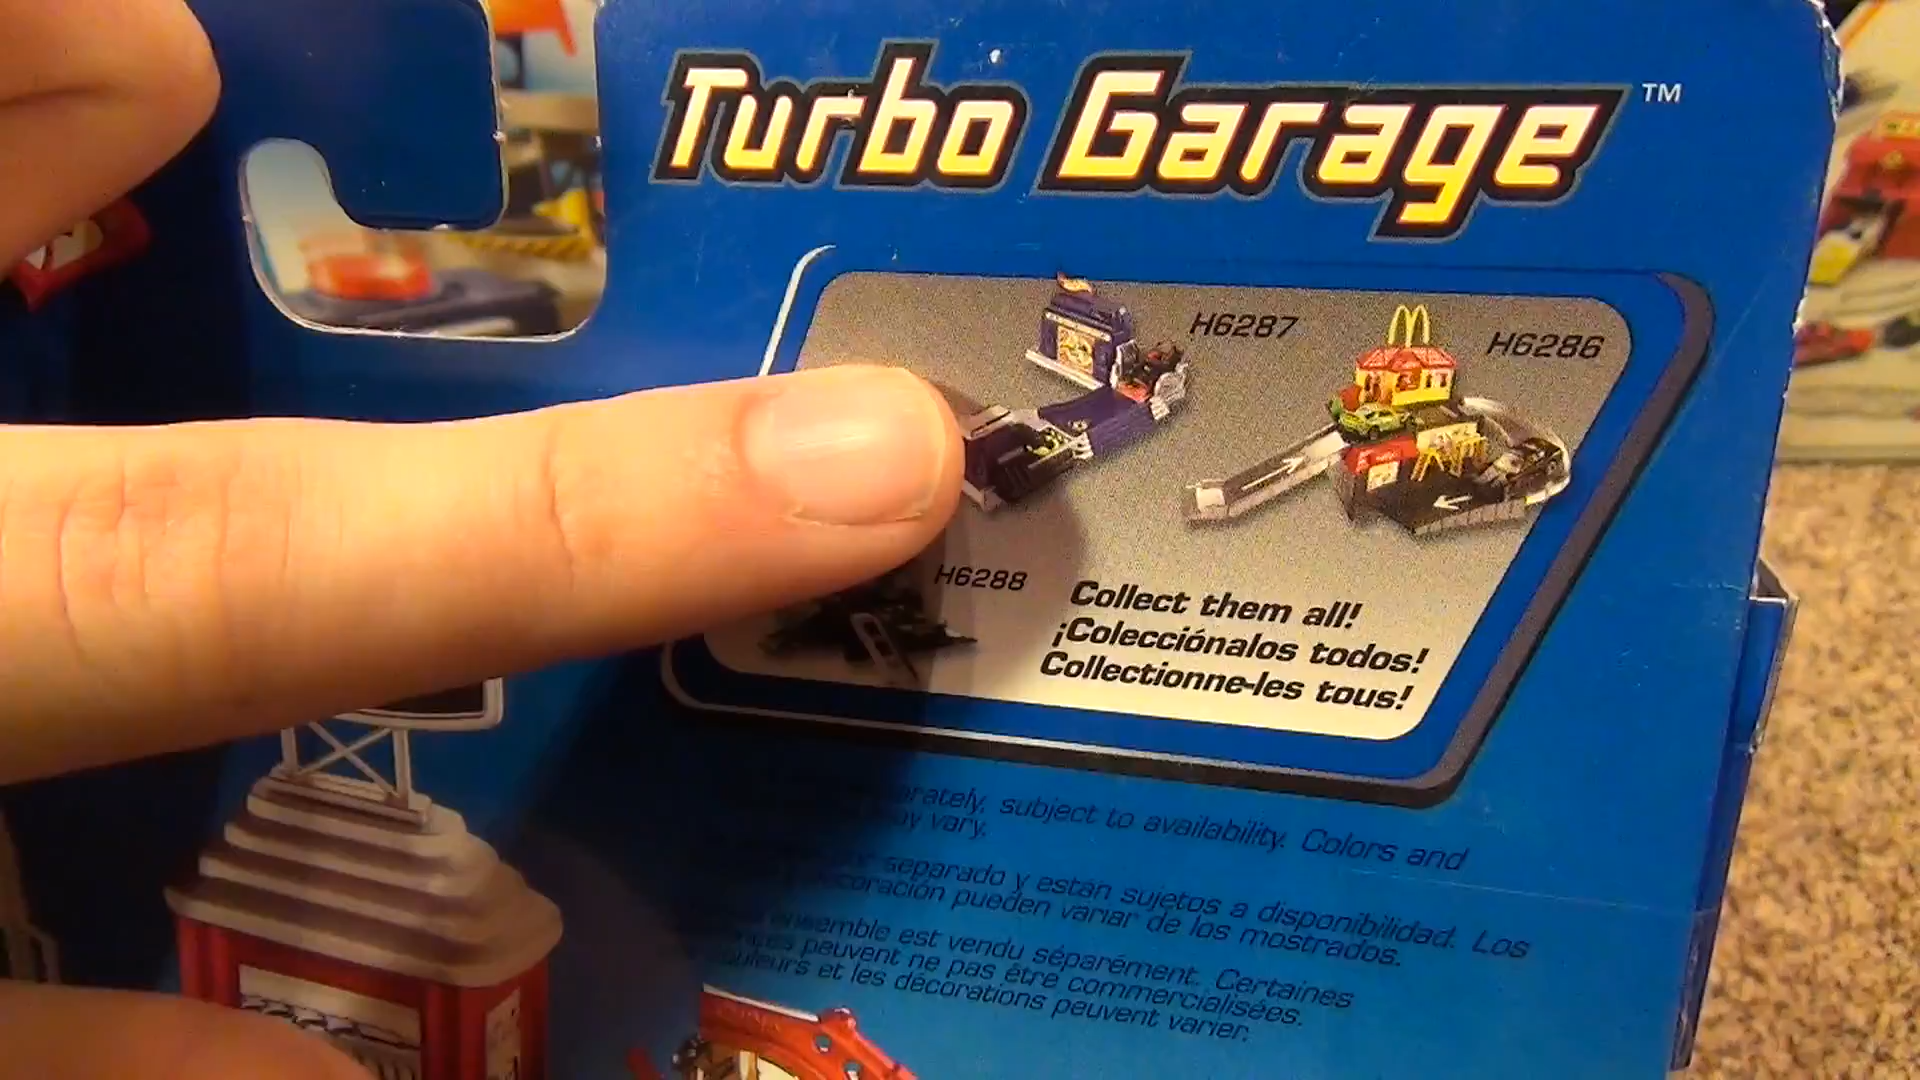 Turbo Garage™
H6287
H6286
H6288
Collect them all!
¡Colecciónalos todos!
Collectionne-les tous!
subject to availability. Colors and
vary.
separado y están sujetos a disponibilidad. Los
pueden variar de los mostrados.
ensemble est vendu séparément. Certaines
peuvent ne pas être commercialisées.
et les décorations peuvent varier.